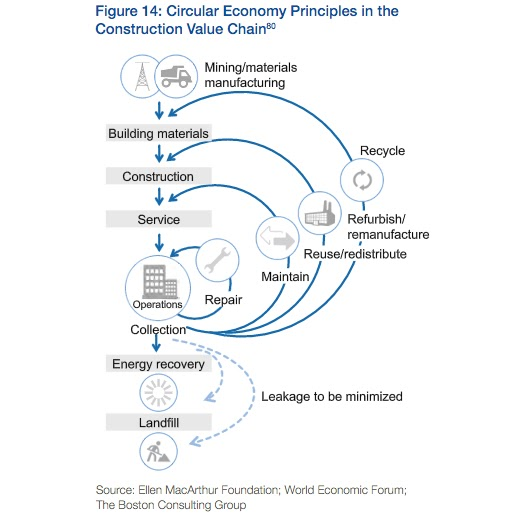 Figure 14: Circular Economy Principles in the
Construction Value Chain80
Mining/materials
manufacturing
Building materials
Recycle
Construction
Service
Refurbish/
remanufacture
Reuse/redistribute
Maintain
Repair
Operations
Collection
Energy recovery
Leakage to be minimized
Landfill
Source: Ellen MacArthur Foundation; World Economic Forum;
The Boston Consulting Group